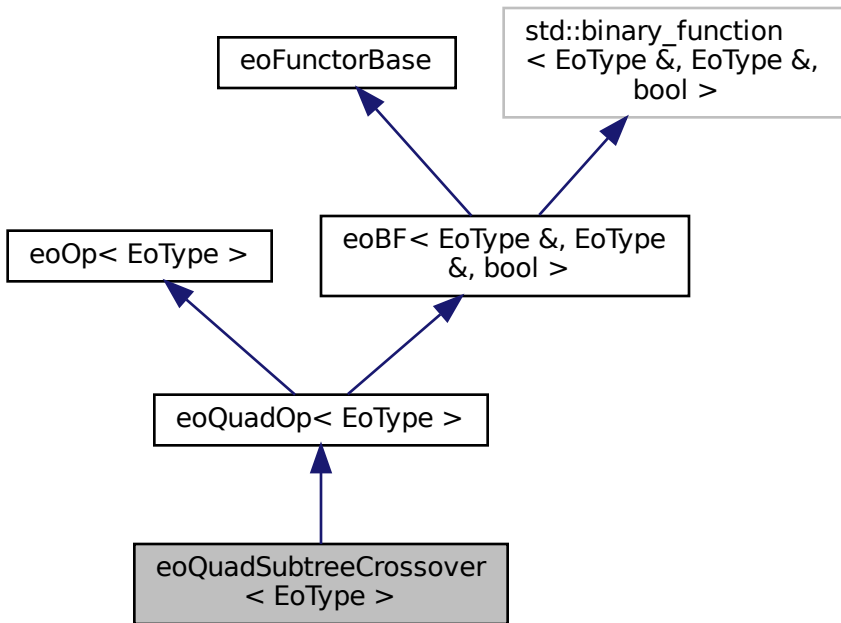 std::binary_function
< EoType &, EoType &,
bool >
eoFunctorBase
eoBF< EoType &, EoType
&, bool >
eoOp< EoType >
eoQuadOp< EoType >
eoQuadSubtreeCrossover
< EoType >